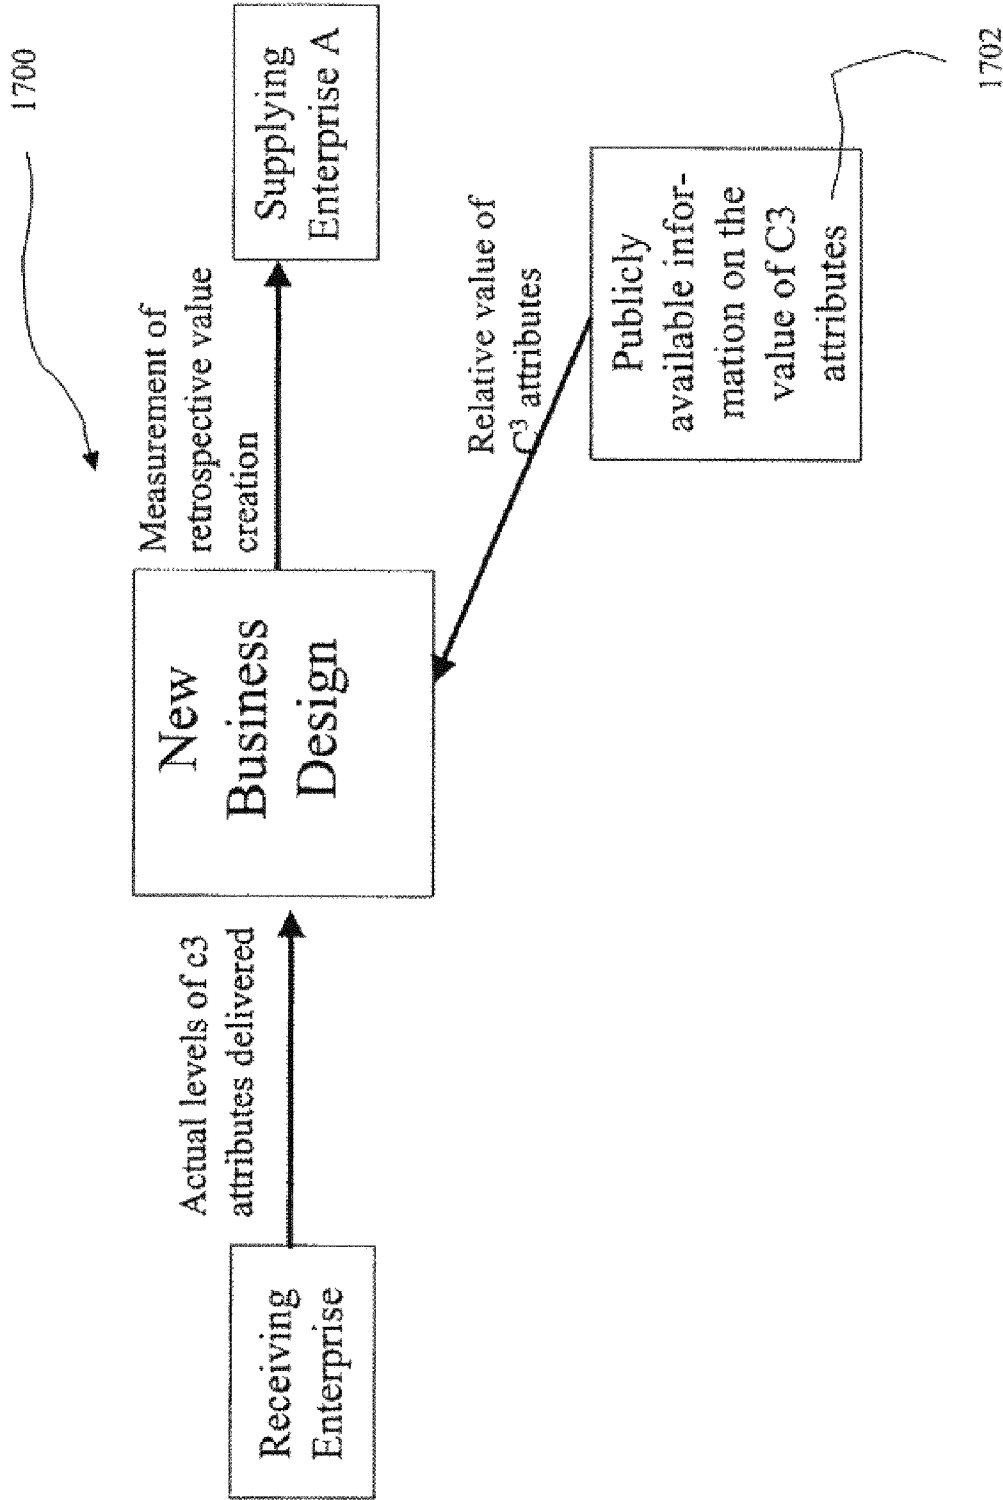 1700
Receiving
Enterprise
Actual levels of c3
attributes delivered
New
Business
Design
Measurement of
retrospective value
creation
Supplying
Enterprise A
Relative value of
C³ attributes
Publicly
available infor-
mation on the
value of C3
attributes
1702